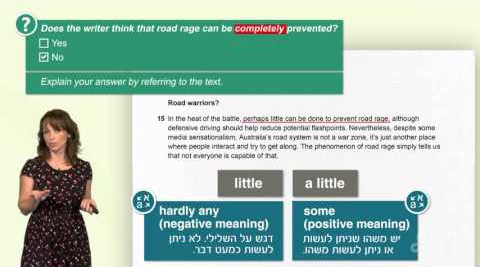 Does the writer think that road rage can be completely prevented?
Yes
No
Explain your answer by referring to the text.
Road warriors?
15 In the heat of the battle, perhaps little can be done to prevent road rage, although
defensive driving should help reduce potential flashpoints. Nevertheless, despite some
media sensationalism, Australia's road system is not a war zone, it's just another place
where people interact and try to get along. The phenomenon of road rage simply tells us
that not everyone is capable of that.
little
a little
hardly any
(negative meaning)
דגש על השלילי. לא ניתן
לעשות כמעט דבר.
some
(positive meaning)
יש משהו שניתן לעשות
או ניתן לעשות משהו.
א
a
א
a